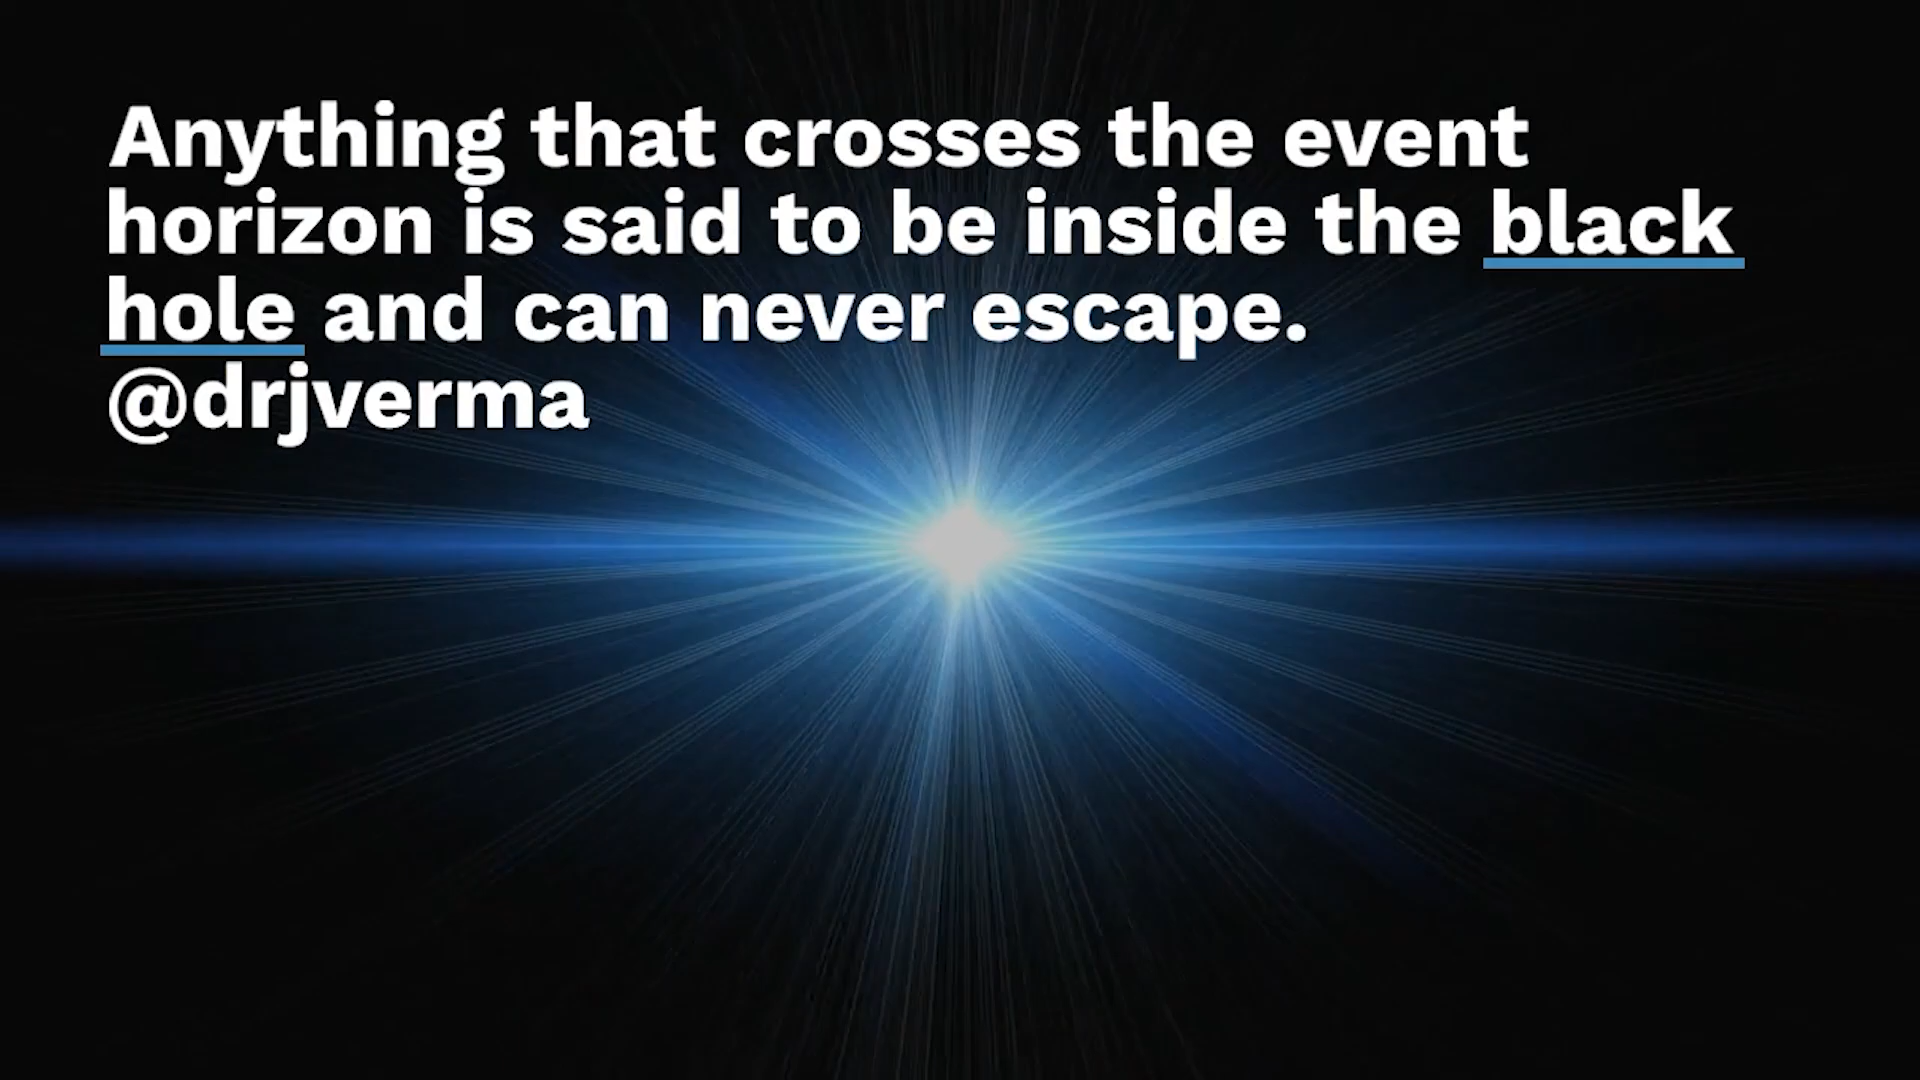 Anything that crosses the event
horizon is said to be inside the black
hole and can never escape.
@drjverma